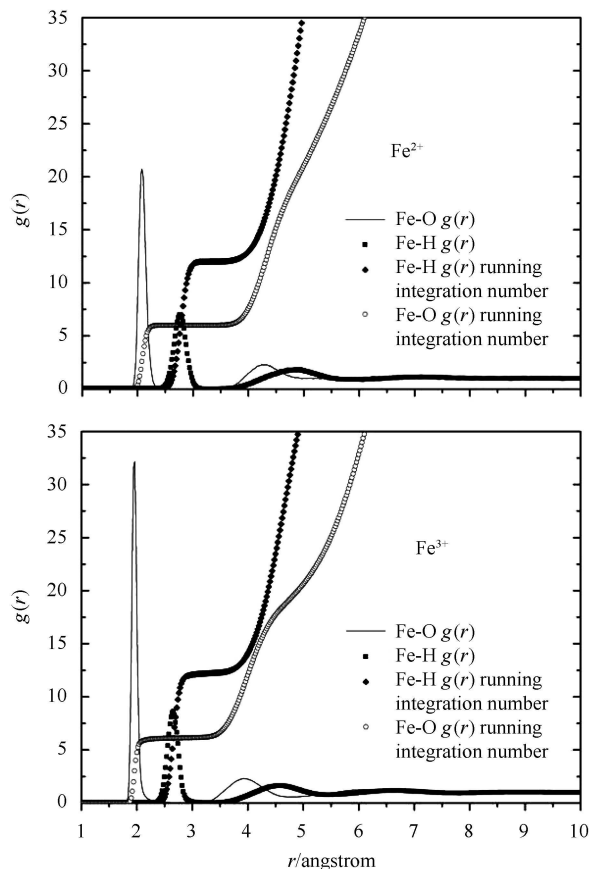 35
30
25
20
15
10
5
0
g(r)
Fe²⁺
Fe-O g(r)
Fe-H g(r)
Fe-H g(r) running
integration number
Fe-O g(r) running
integration number
35
30
25
20
15
10
5
0
g(r)
Fe³⁺
Fe-O g(r)
Fe-H g(r)
Fe-H g(r) running
integration number
Fe-O g(r) running
integration number
1 2 3 4 5 6 7 8 9 10
r/angstrom